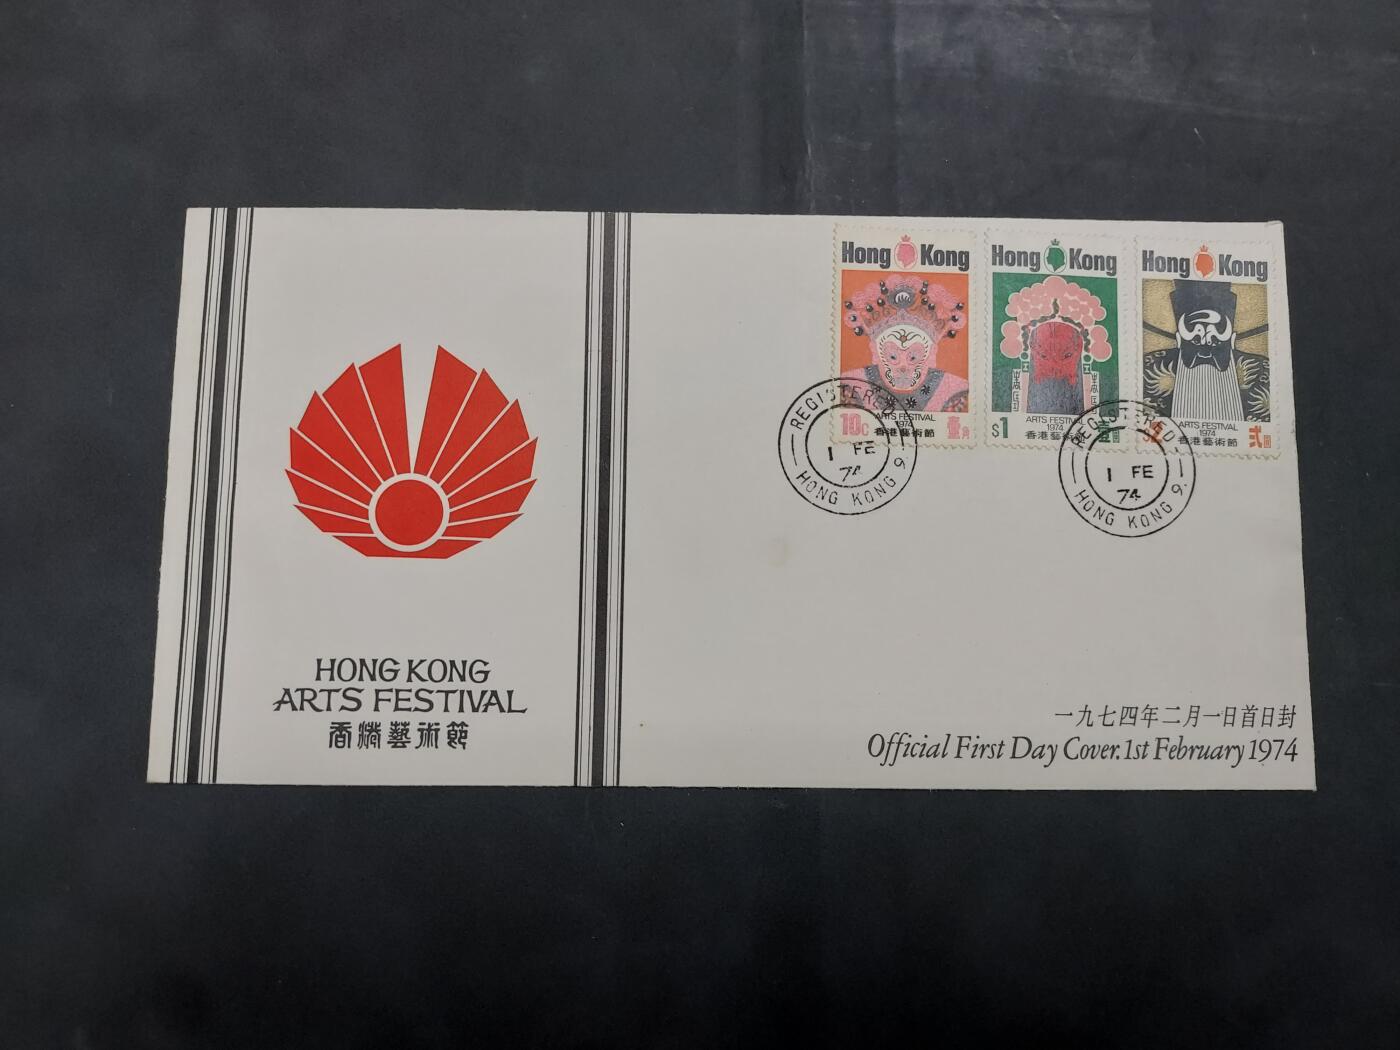 Hong Kong
ARTS FESTIVAL
1974
10c 香港藝術節 壹角
Hong Kong
ARTS FESTIVAL
1974
$1 香港藝術節 壹圓
Hong Kong
ARTS FESTIVAL
1974
$2 香港藝術節 貳圓
REGISTERED
1 FE
74
HONG KONG 9.
REGISTERED
1 FE
74
HONG KONG 9.
HONG KONG
ARTS FESTIVAL
香港藝術節
一九七四年二月一日首日封
Official First Day Cover. 1st February 1974